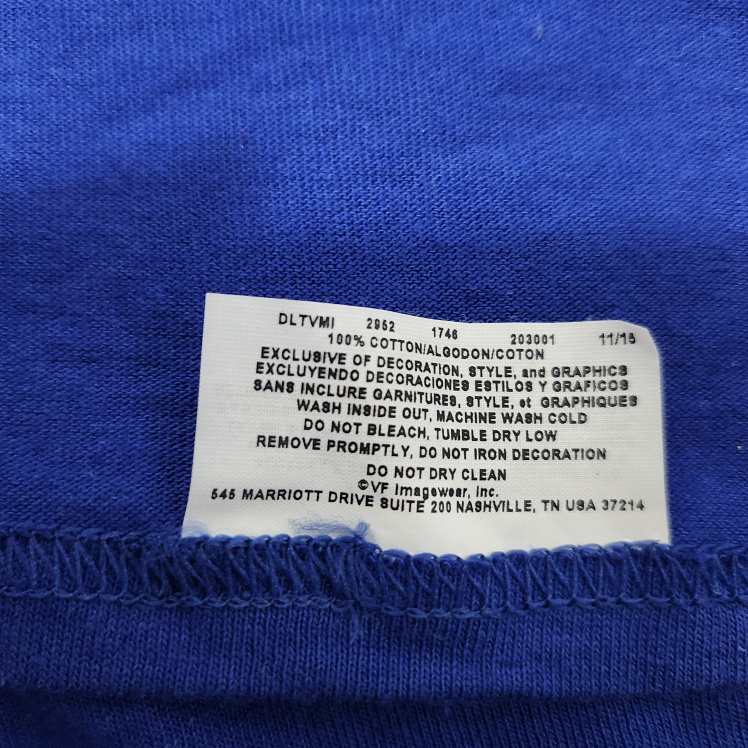 DLTVMI 2952 1746 203001 11/15
100% COTTON/ALGODON/COTON
EXCLUSIVE OF DECORATION, STYLE, and GRAPHICS
EXCLUYENDO DECORACIONES ESTILOS Y GRAFICOS
SANS INCLURE GARNITURES, STYLE, et GRAPHIQUES
WASH INSIDE OUT, MACHINE WASH COLD
DO NOT BLEACH, TUMBLE DRY LOW
REMOVE PROMPTLY, DO NOT IRON DECORATION
DO NOT DRY CLEAN
©VF Imagewear, Inc.
545 MARRIOTT DRIVE SUITE 200 NASHVILLE, TN USA 37214